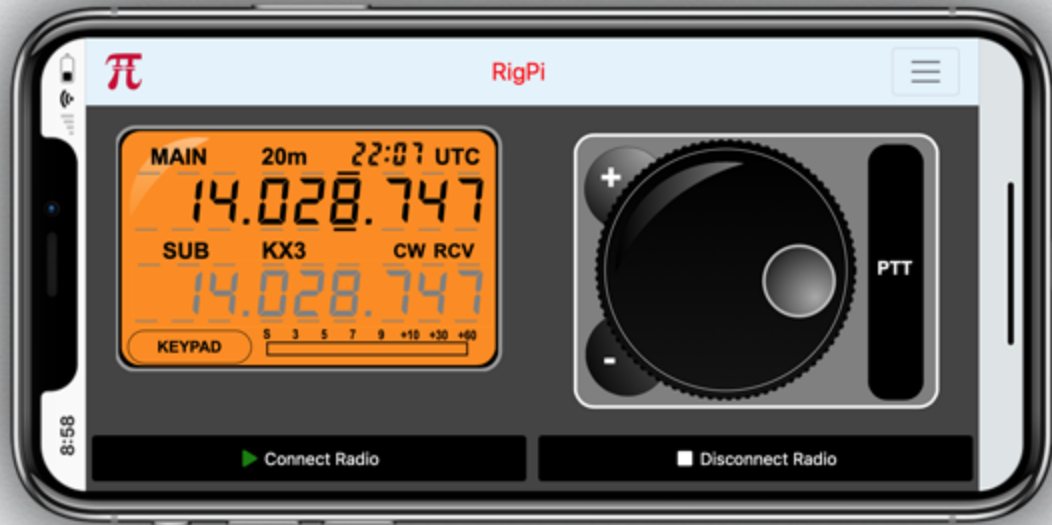 RigPi
MAIN 20m 22:07 UTC
14.028.747
SUB KX3 CW RCV
14.028.747
S 3 5 7 9 +10 +30 +60
KEYPAD
+
-
PTT
Connect Radio
Disconnect Radio
8:58